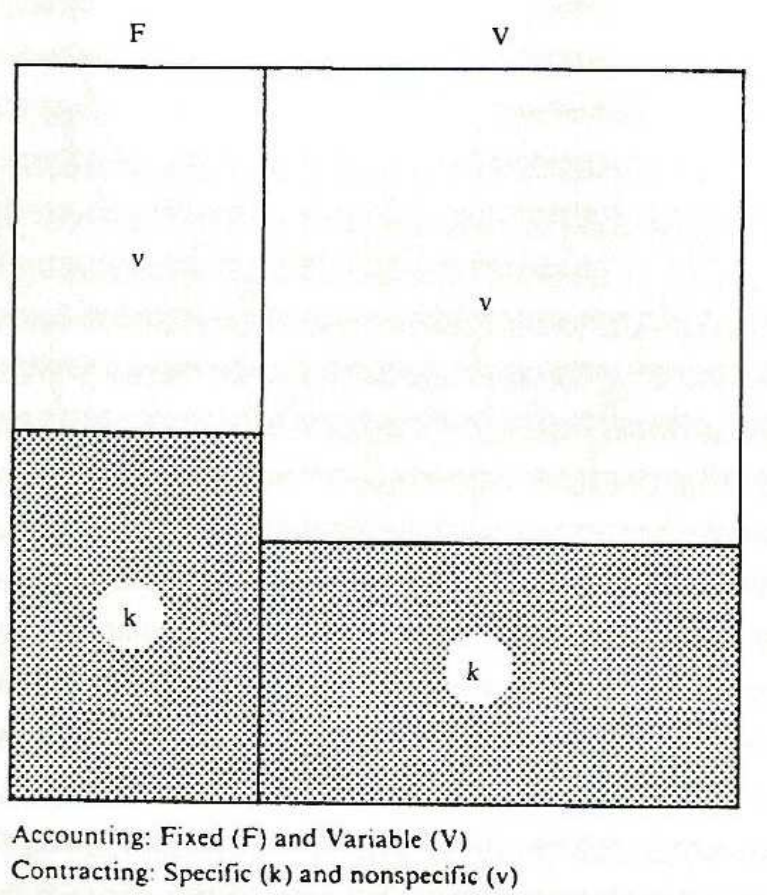 F V
v
v
k
k
Accounting: Fixed (F) and Variable (V)
Contracting: Specific (k) and nonspecific (v)